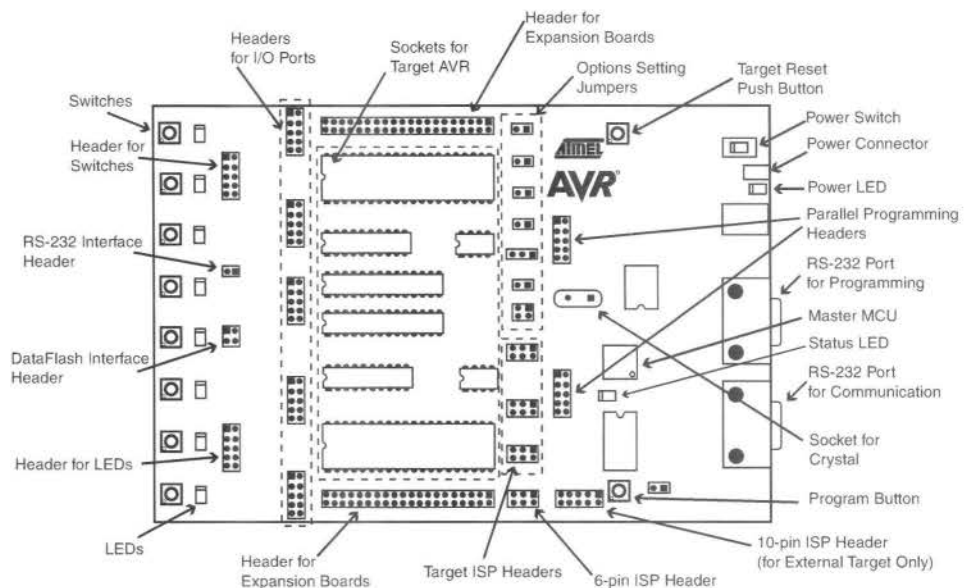 Header for
Expansion Boards
Headers
for I/O Ports
Sockets for
Target AVR
Options Setting
Jumpers
Target Reset
Push Button
Switches
Header for
Switches
RS-232 Interface
Header
DataFlash Interface
Header
Header for LEDs
LEDs
ATMEL
AVR®
Power Switch
Power Connector
Power LED
Parallel Programming
Headers
RS-232 Port
for Programming
Master MCU
Status LED
RS-232 Port
for Communication
Socket for
Crystal
Program Button
10-pin ISP Header
(for External Target Only)
Header for
Expansion Boards
Target ISP Headers
6-pin ISP Header